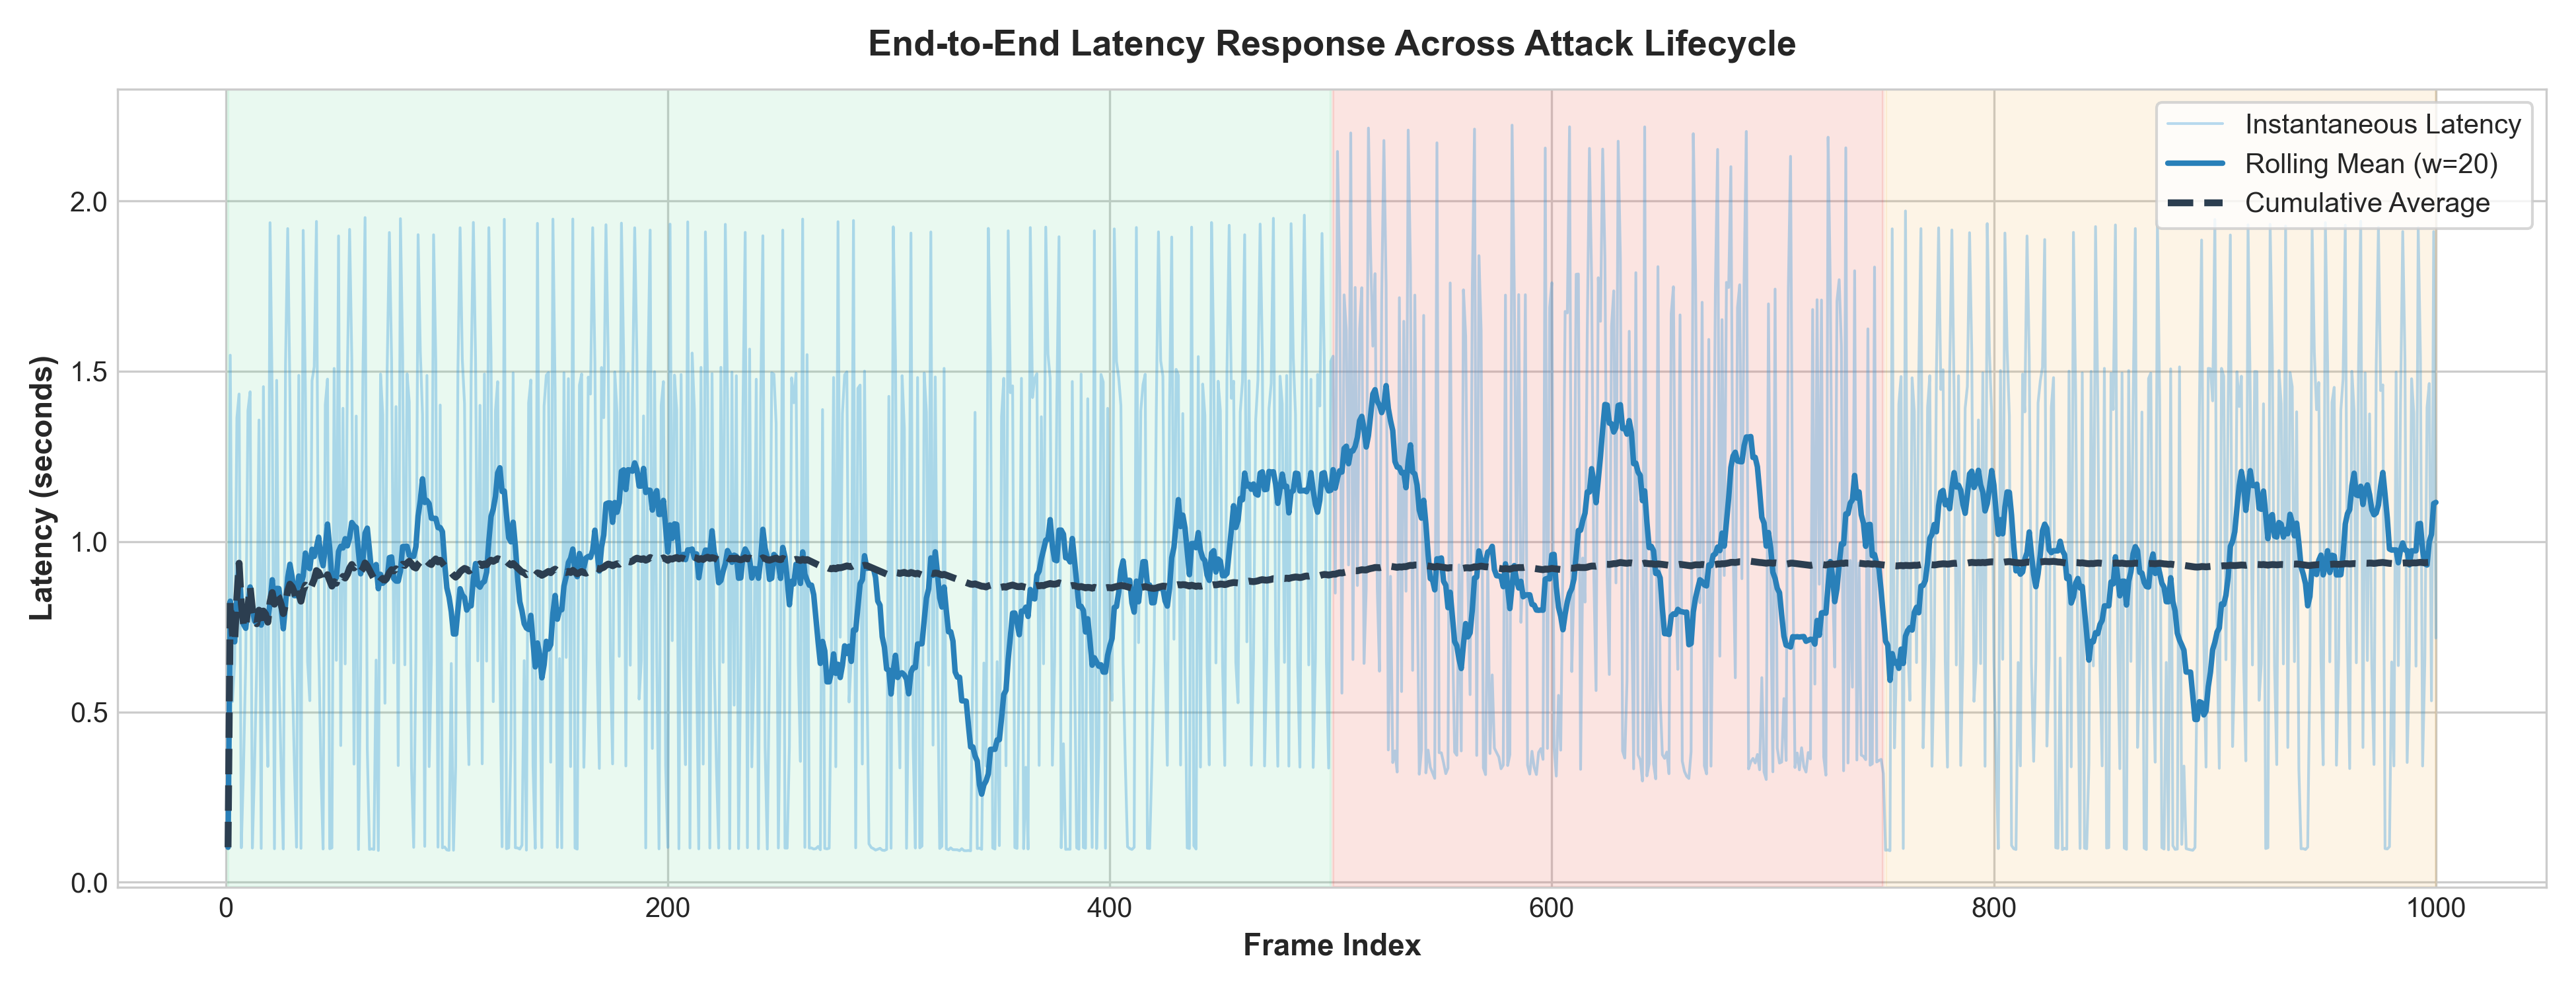 End-to-End Latency Response Across Attack Lifecycle
Instantaneous Latency
Rolling Mean (w=20)
Cumulative Average
Latency (seconds)
2.0
1.5
1.0
0.5
0.0
0 200 400 600 800 1000
Frame Index